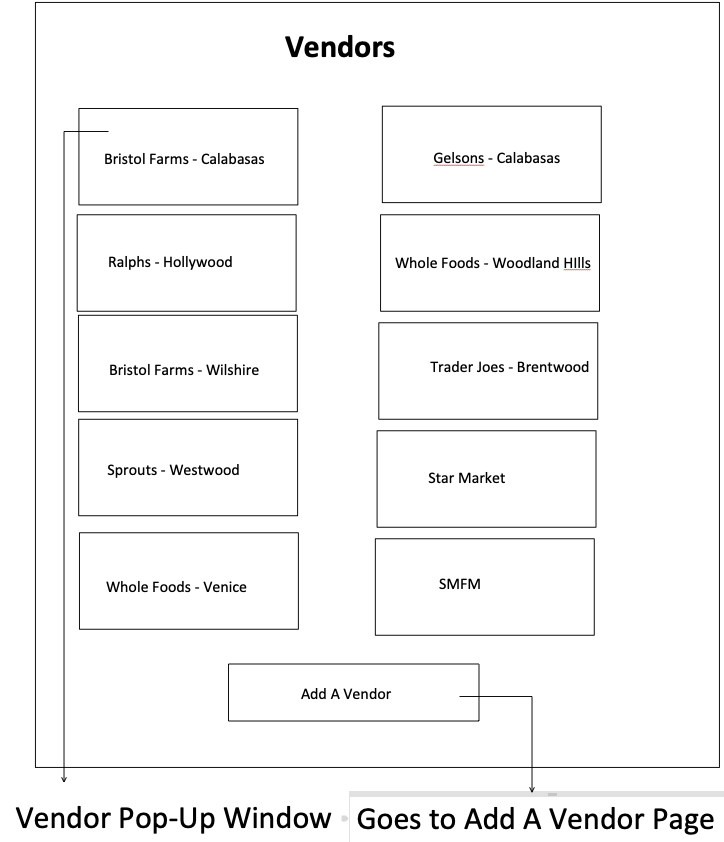 Vendors
Bristol Farms - Calabasas
Gelsons - Calabasas
Ralphs - Hollywood
Whole Foods - Woodland HIlls
Bristol Farms - Wilshire
Trader Joes - Brentwood
Sprouts - Westwood
Star Market
Whole Foods - Venice
SMFM
Add A Vendor
Vendor Pop-Up Window
Goes to Add A Vendor Page